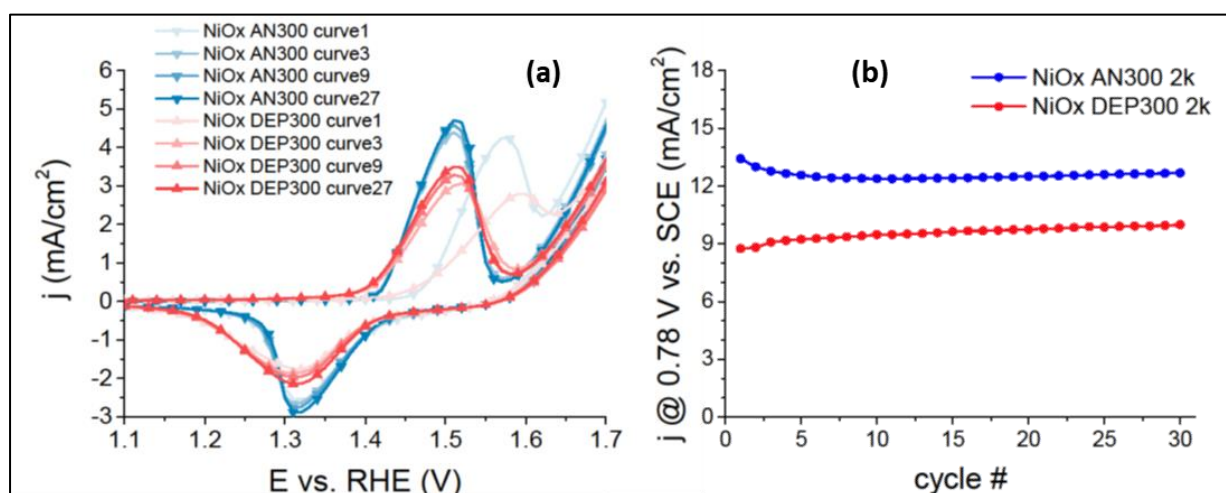 NiOx AN300 curve1
NiOx AN300 curve3
NiOx AN300 curve9
NiOx AN300 curve27
NiOx DEP300 curve1
NiOx DEP300 curve3
NiOx DEP300 curve9
NiOx DEP300 curve27
(a)
j (mA/cm²)
6
5
4
3
2
1
0
-1
-2
-3
1.1 1.2 1.3 1.4 1.5 1.6 1.7
E vs. RHE (V)
(b)
NiOx AN300 2k
NiOx DEP300 2k
j @ 0.78 V vs. SCE (mA/cm²)
18
15
12
9
6
3
0
0 5 10 15 20 25 30
cycle #